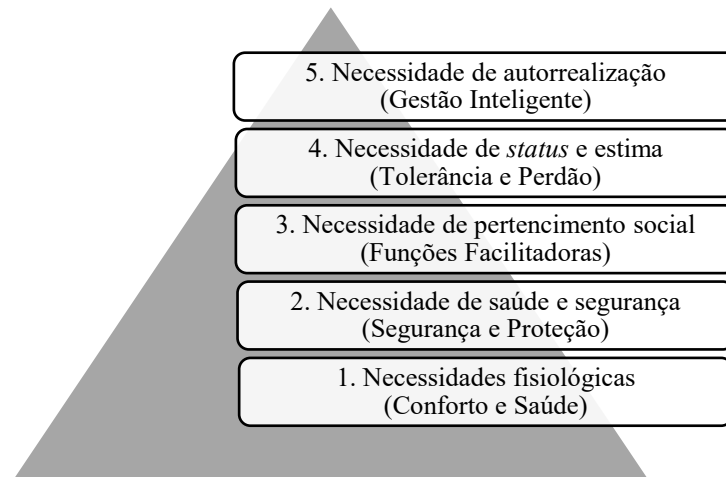 5. Necessidade de autorrealização
(Gestão Inteligente)
4. Necessidade de status e estima
(Tolerância e Perdão)
3. Necessidade de pertencimento social
(Funções Facilitadoras)
2. Necessidade de saúde e segurança
(Segurança e Proteção)
1. Necessidades fisiológicas
(Conforto e Saúde)